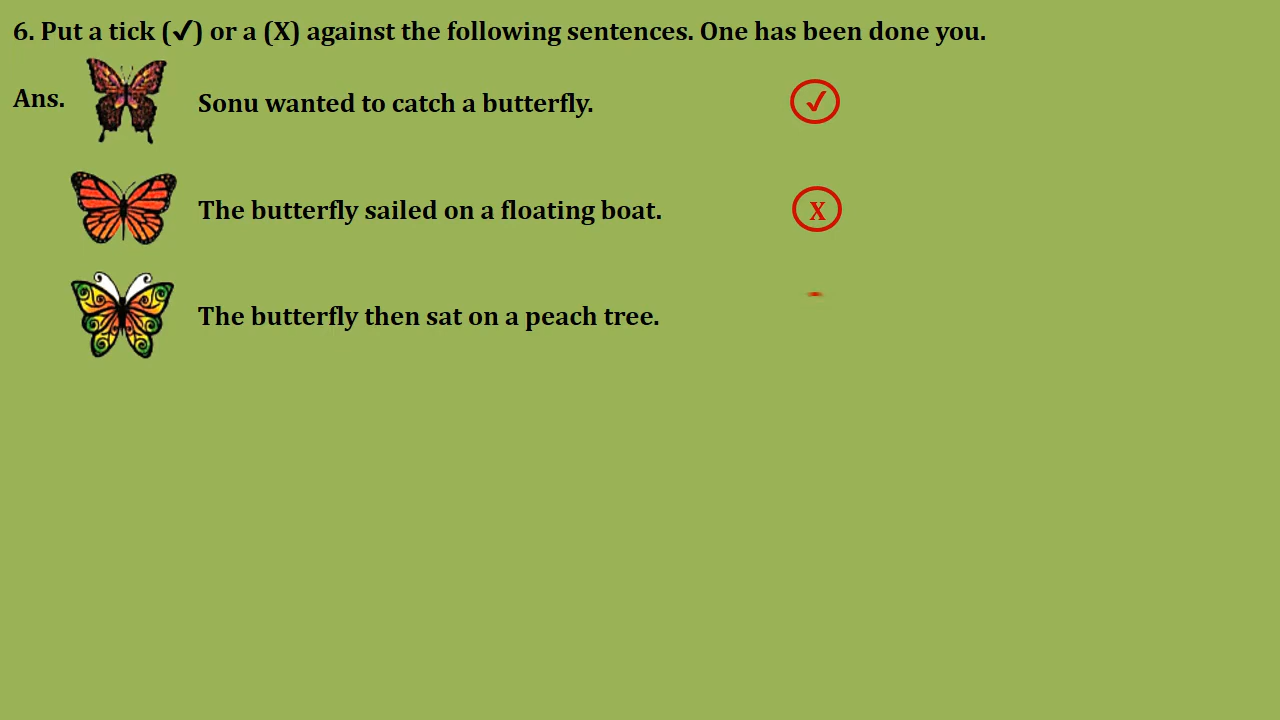 6. Put a tick (✓) or a (X) against the following sentences. One has been done you.
Ans. Sonu wanted to catch a butterfly. ✓
The butterfly sailed on a floating boat. X
The butterfly then sat on a peach tree.